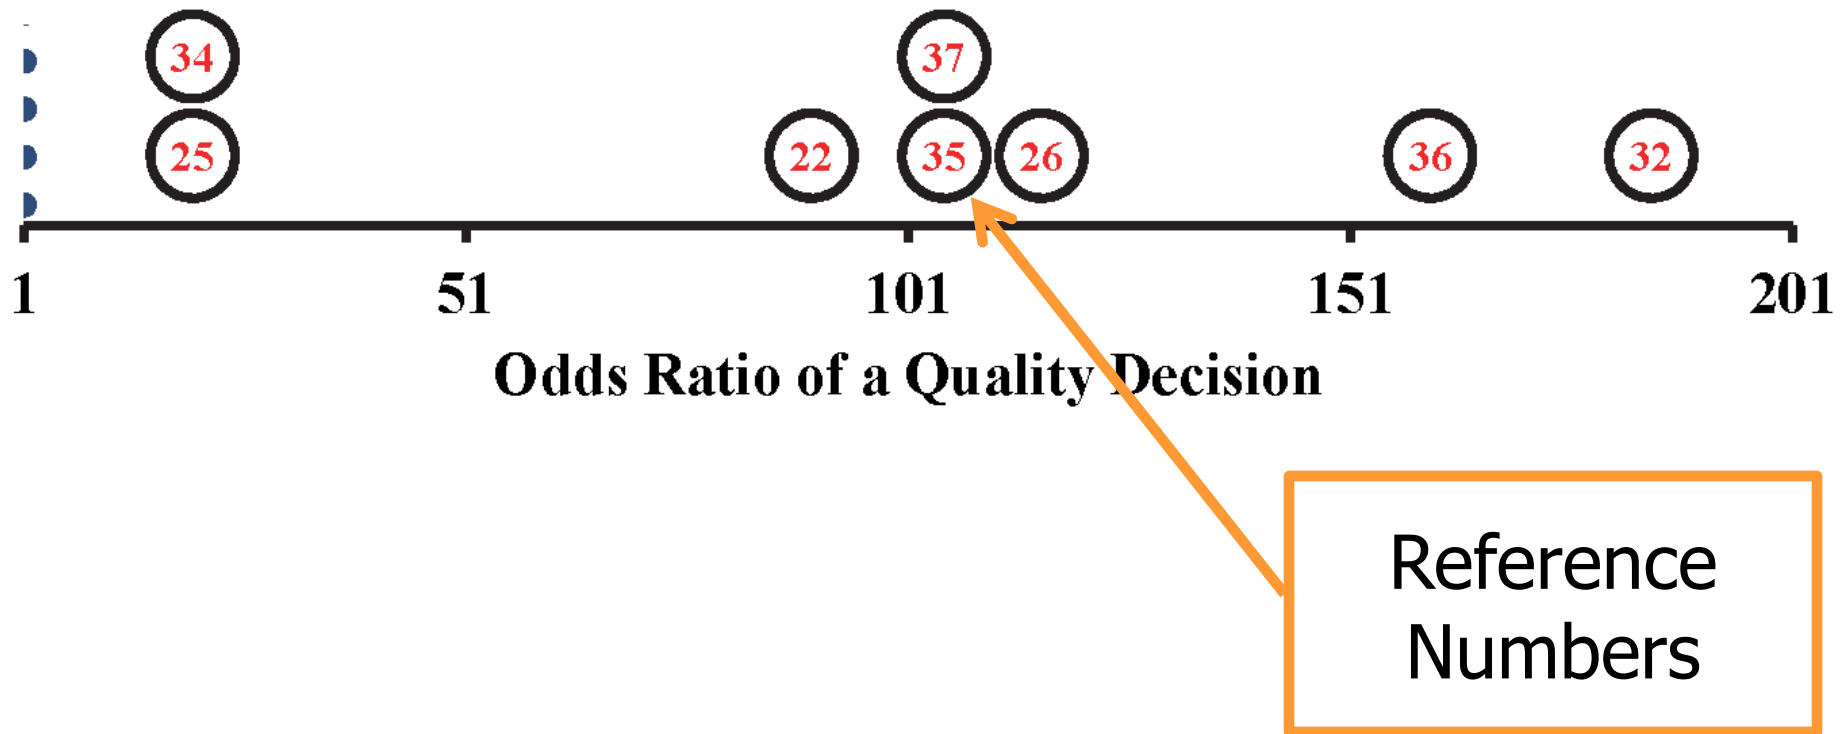 34 37
25 22 35 26 36 32
1 51 101 151 201
Odds Ratio of a Quality Decision
Reference
Numbers